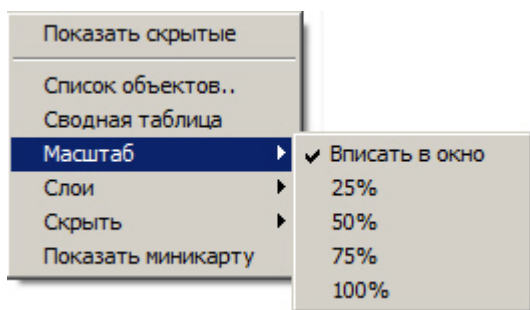 Показать скрытые
Список объектов..
Сводная таблица
Масштаб
Слои
Скрыть
Показать миникарту
Вписать в окно
25%
50%
75%
100%